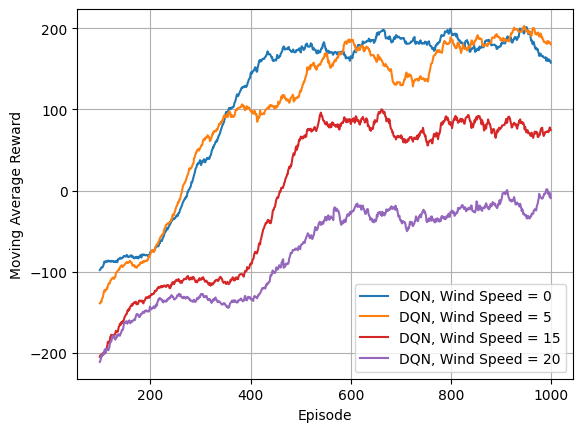 Moving Average Reward
200
100
0
−100
−200
200
400
600
800
1000
Episode
DQN, Wind Speed = 0
DQN, Wind Speed = 5
DQN, Wind Speed = 15
DQN, Wind Speed = 20